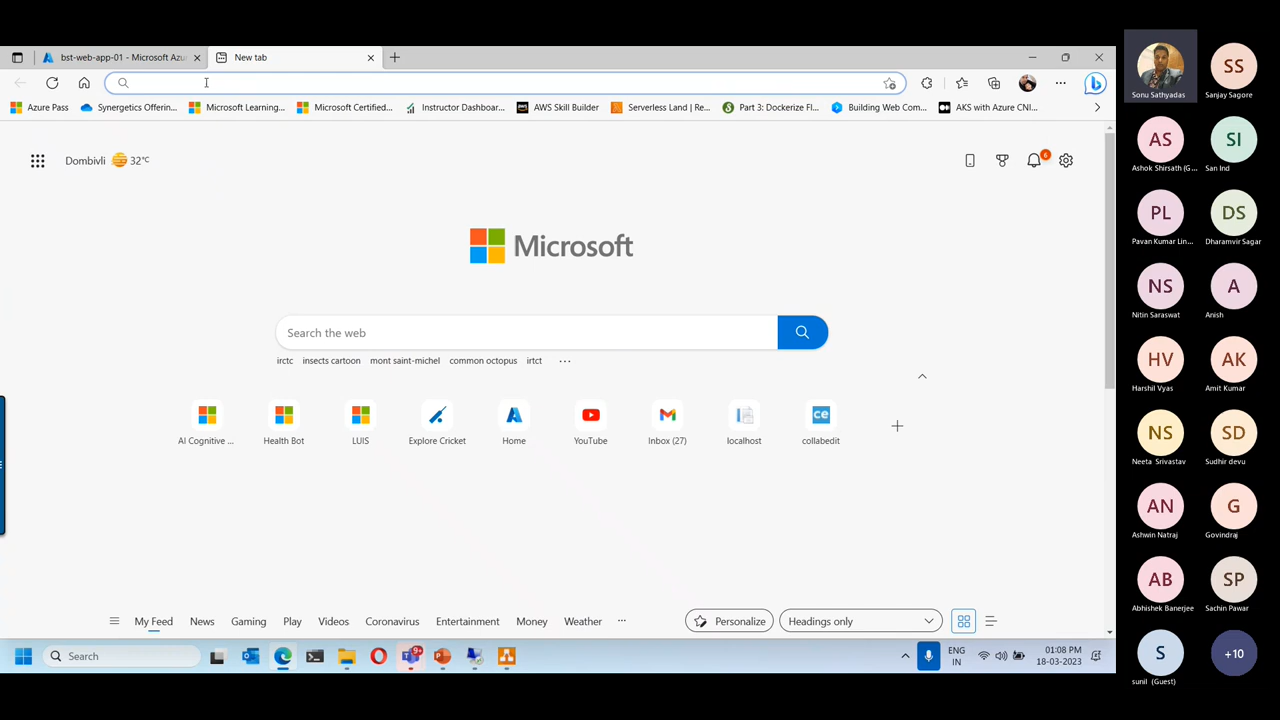 bst-web-app-01 - Microsoft Azu
New tab
Azure Pass
Synergetics Offerin...
Microsoft Learning...
Microsoft Certified...
Instructor Dashboar...
AWS Skill Builder
Serverless Land | Re...
Part 3: Dockerize Fl...
Building Web Com...
AKS with Azure CNI...
Dombivli 32°C
6
Microsoft
Search the web
irctc insects cartoon mont saint-michel common octopus irtct ...
AI Cognitive ...
Health Bot
LUIS
Explore Cricket
Home
YouTube
Inbox (27)
localhost
collabedit
My Feed News Gaming Play Videos Coronavirus Entertainment Money Weather ...
Personalize
Headings only
Search
9+
ENG
IN
01:08 PM
18-03-2023
Sonu Sathyadas
SS
Sanjay Sagore
AS
Ashok Shirsath (G...
SI
San Ind
PL
Pavan Kumar Lin...
DS
Dharamvir Sagar
NS
Nitin Saraswat
A
Anish
HV
Harshil Vyas
AK
Amit Kumar
NS
Neeta Srivastav
SD
Sudhir devu
AN
Ashwin Natraj
G
Govindraj
AB
Abhishek Banerjee
SP
Sachin Pawar
S
sunil (Guest)
+10